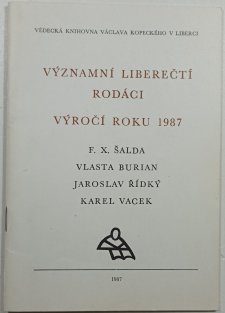 VĚDECKÁ KNIHOVNA VÁCLAVA KOPECKÉHO V LIBERCI
VÝZNAMNÍ LIBEREČTÍ
RODÁCI
VÝROČÍ ROKU 1987
F. X. ŠALDA
VLASTA BURIAN
JAROSLAV ŘÍDKÝ
KAREL VACEK
1987